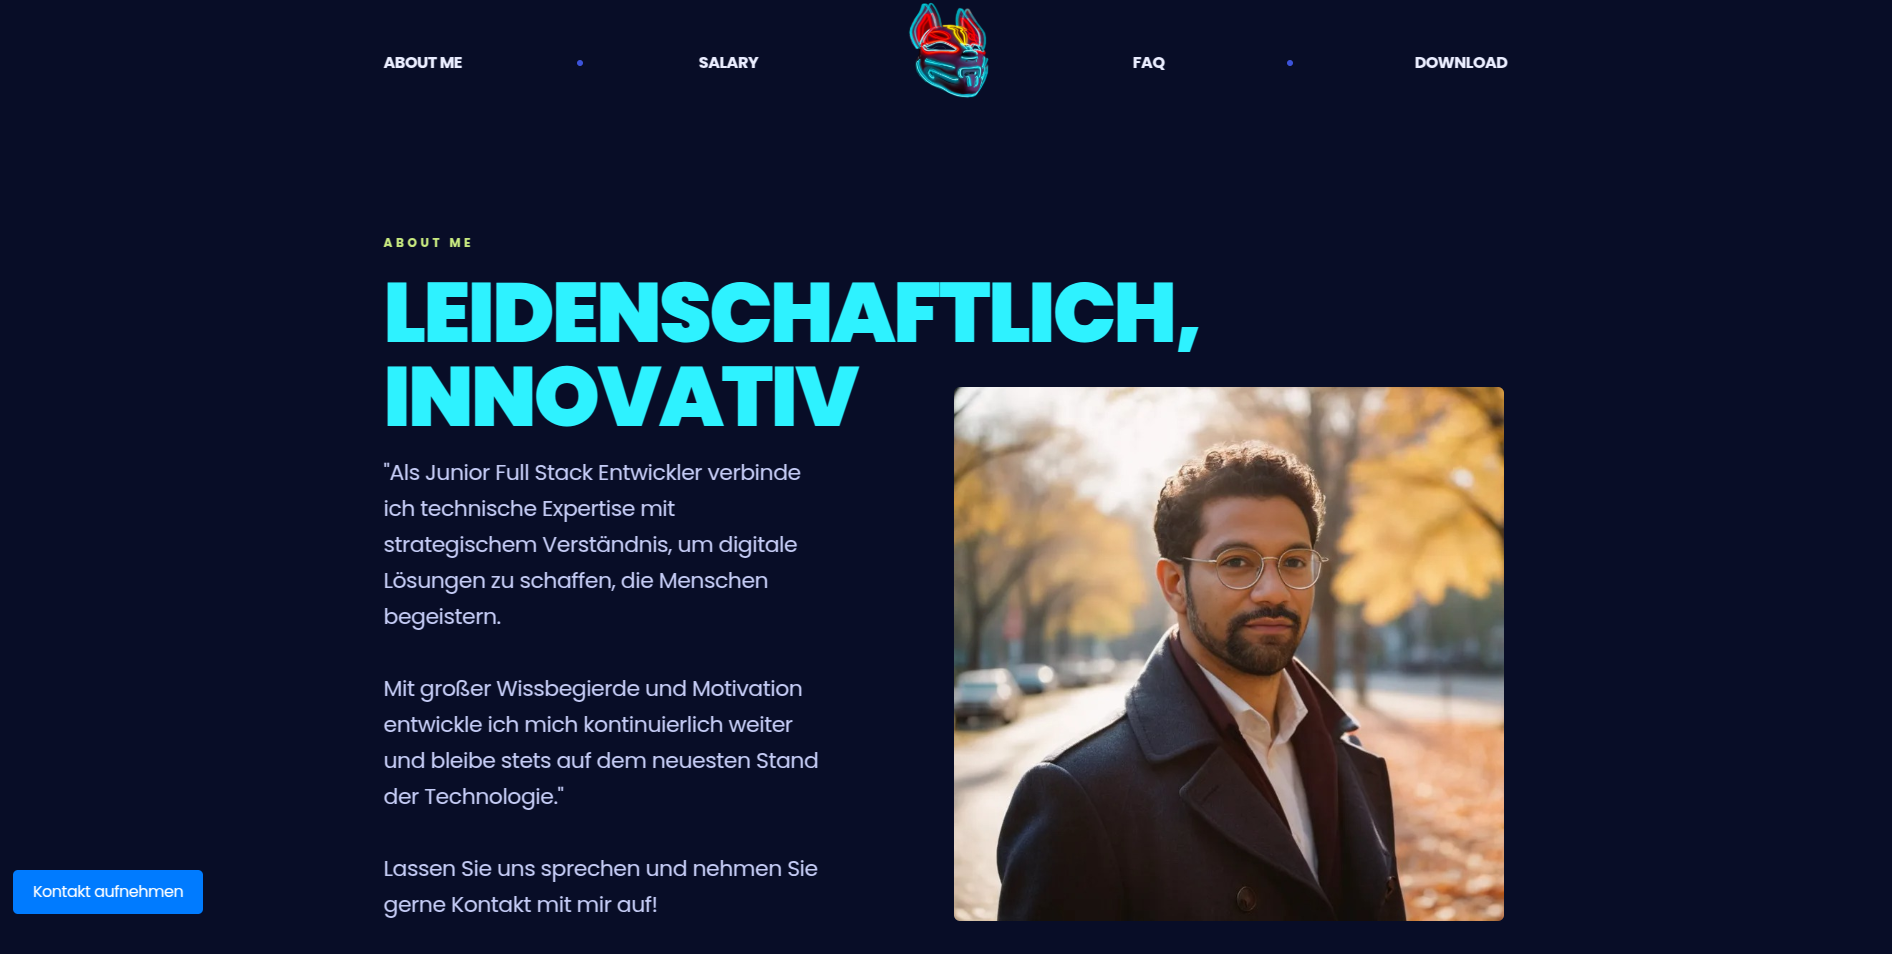 ABOUT ME
SALARY
FAQ
DOWNLOAD
ABOUT ME
LEIDENSCHAFTLICH,
INNOVATIV
"Als Junior Full Stack Entwickler verbinde
ich technische Expertise mit
strategischem Verständnis, um digitale
Lösungen zu schaffen, die Menschen
begeistern.
Mit großer Wissbegierde und Motivation
entwickle ich mich kontinuierlich weiter
und bleibe stets auf dem neuesten Stand
der Technologie."
Lassen Sie uns sprechen und nehmen Sie
gerne Kontakt mit mir auf!
Kontakt aufnehmen